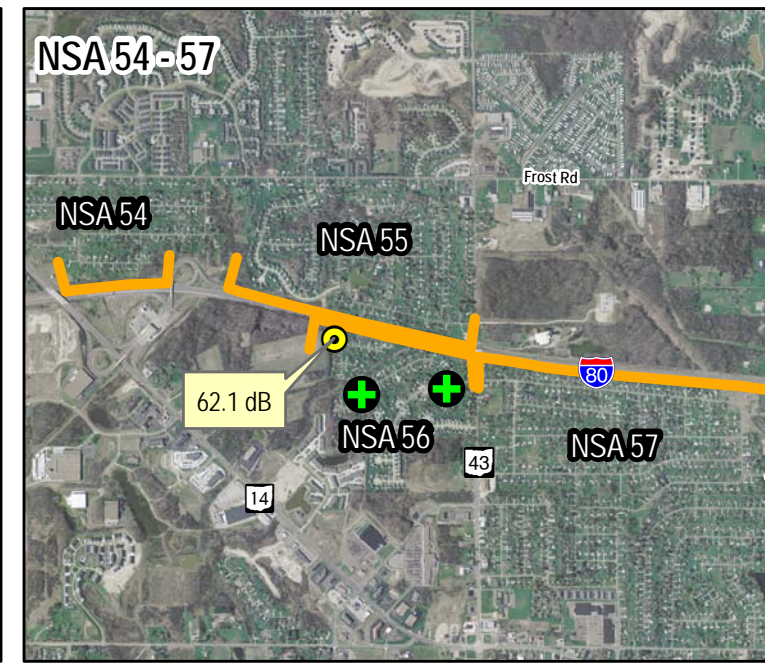 NSA 54 - 57
Frost Rd
NSA 54
NSA 55
80
62.1 dB
NSA 56
NSA 57
43
14